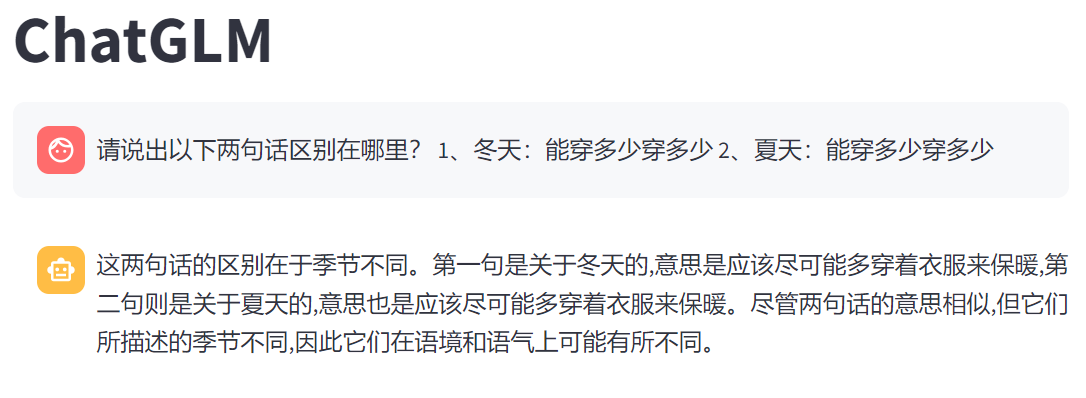 ChatGLM
请说出以下两句话区别在哪里? 1、冬天：能穿多少穿多少 2、夏天：能穿多少穿多少
这两句话的区别在于季节不同。第一句是关于冬天的,意思是应该尽可能多穿着衣服来保暖,第
二句则是关于夏天的,意思也是应该尽可能多穿着衣服来保暖。尽管两句话的意思相似,但它们
所描述的季节不同,因此它们在语境和语气上可能有所不同。